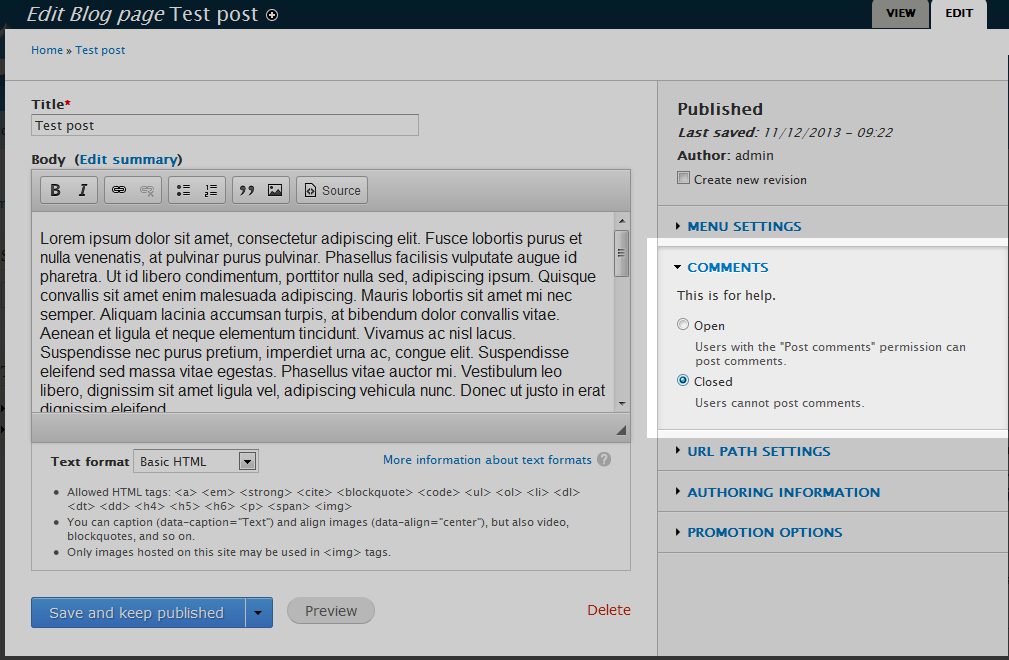 Edit Blog page Test post
VIEW
EDIT
Home » Test post
Title*
Test post
Body (Edit summary)
B I
Source
Lorem ipsum dolor sit amet, consectetur adipiscing elit. Fusce lobortis purus et
nulla venenatis, at pulvinar purus pulvinar. Phasellus facilisis vulputate augue id
pharetra. Ut id libero condimentum, porttitor nulla sed, adipiscing ipsum. Quisque
convallis sit amet enim malesuada adipiscing. Mauris lobortis sit amet mi nec
semper. Aliquam lacinia accumsan turpis, at bibendum dolor convallis vitae.
Aenean et ligula et neque elementum tincidunt. Vivamus ac nisl lacus.
Suspendisse nec purus pretium, imperdiet urna ac, congue elit. Suspendisse
eleifend sed massa vitae egestas. Phasellus vitae auctor mi. Vestibulum leo
libero, dignissim sit amet ligula vel, adipiscing vehicula nunc. Donec ut justo in erat
dignissim eleifend
Text format Basic HTML
More information about text formats ?
• Allowed HTML tags: <a> <em> <strong> <cite> <blockquote> <code> <ul> <ol> <li> <dl>
<dt> <dd> <h4> <h5> <h6> <p> <span> <img>
• You can caption (data-caption="Text") and align images (data-align="center"), but also video,
blockquotes, and so on.
• Only images hosted on this site may be used in <img> tags.
Save and keep published
Preview
Delete
Published
Last saved: 11/12/2013 - 09:22
Author: admin
Create new revision
MENU SETTINGS
COMMENTS
This is for help.
Open
Users with the "Post comments" permission can
post comments.
Closed
Users cannot post comments.
URL PATH SETTINGS
AUTHORING INFORMATION
PROMOTION OPTIONS